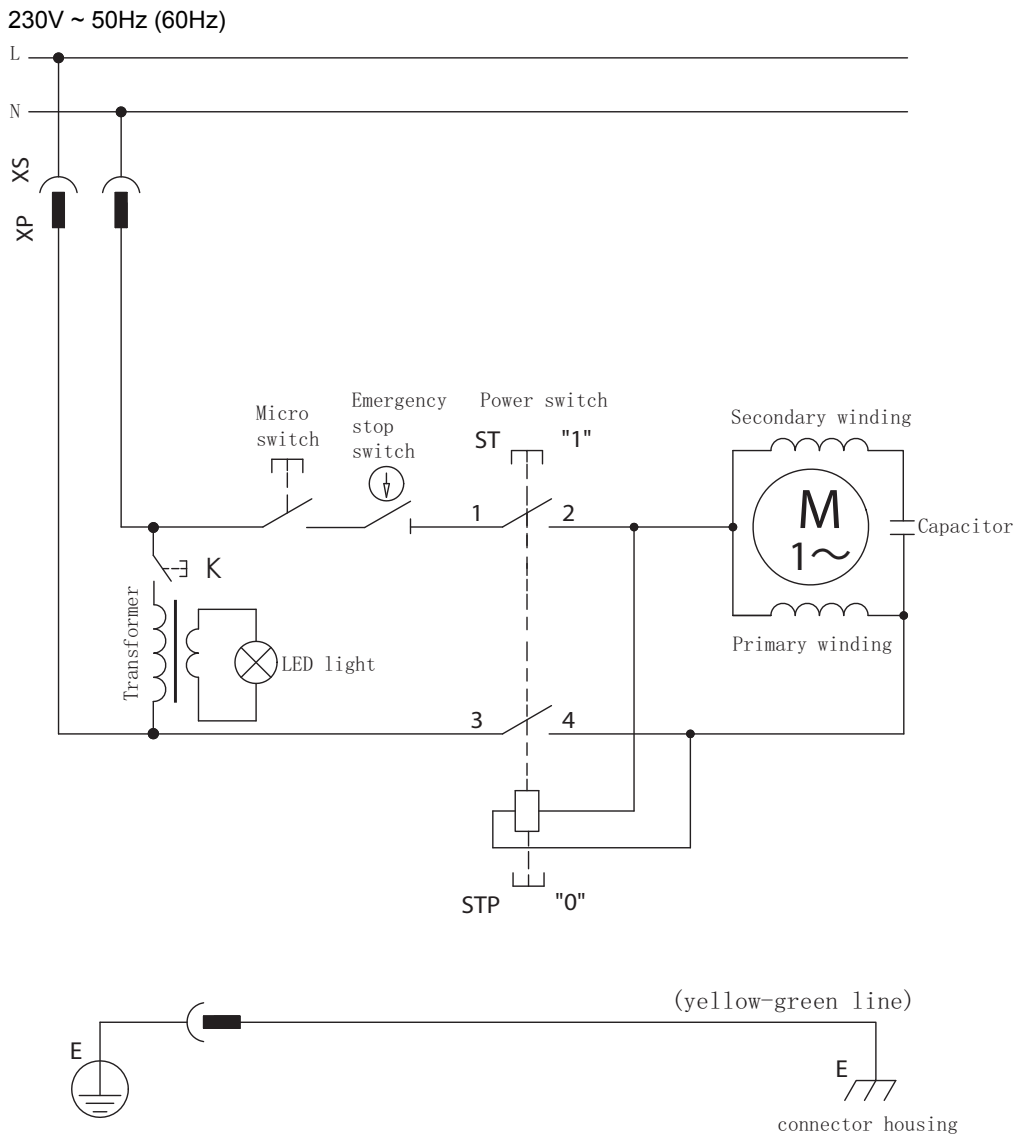 230V ~ 50Hz (60Hz)
L
N
XS
XP
Micro
switch
Emergency
stop
switch
Power switch
ST "1"
Secondary winding
1 2
M
1～
Capacitor
K
Transformer
LED light
Primary winding
3 4
STP "0"
(yellow-green line)
E
E
connector housing